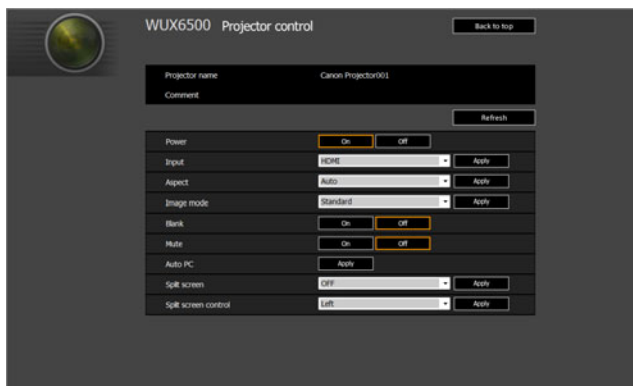 WUX6500 Projector control Back to top
Projector name Canon Projector001
Comment
Refresh
Power On Off
Input HDMI Apply
Aspect Auto Apply
Image mode Standard Apply
Blank On Off
Mute On Off
Auto PC Apply
Split screen OFF Apply
Split screen control Left Apply